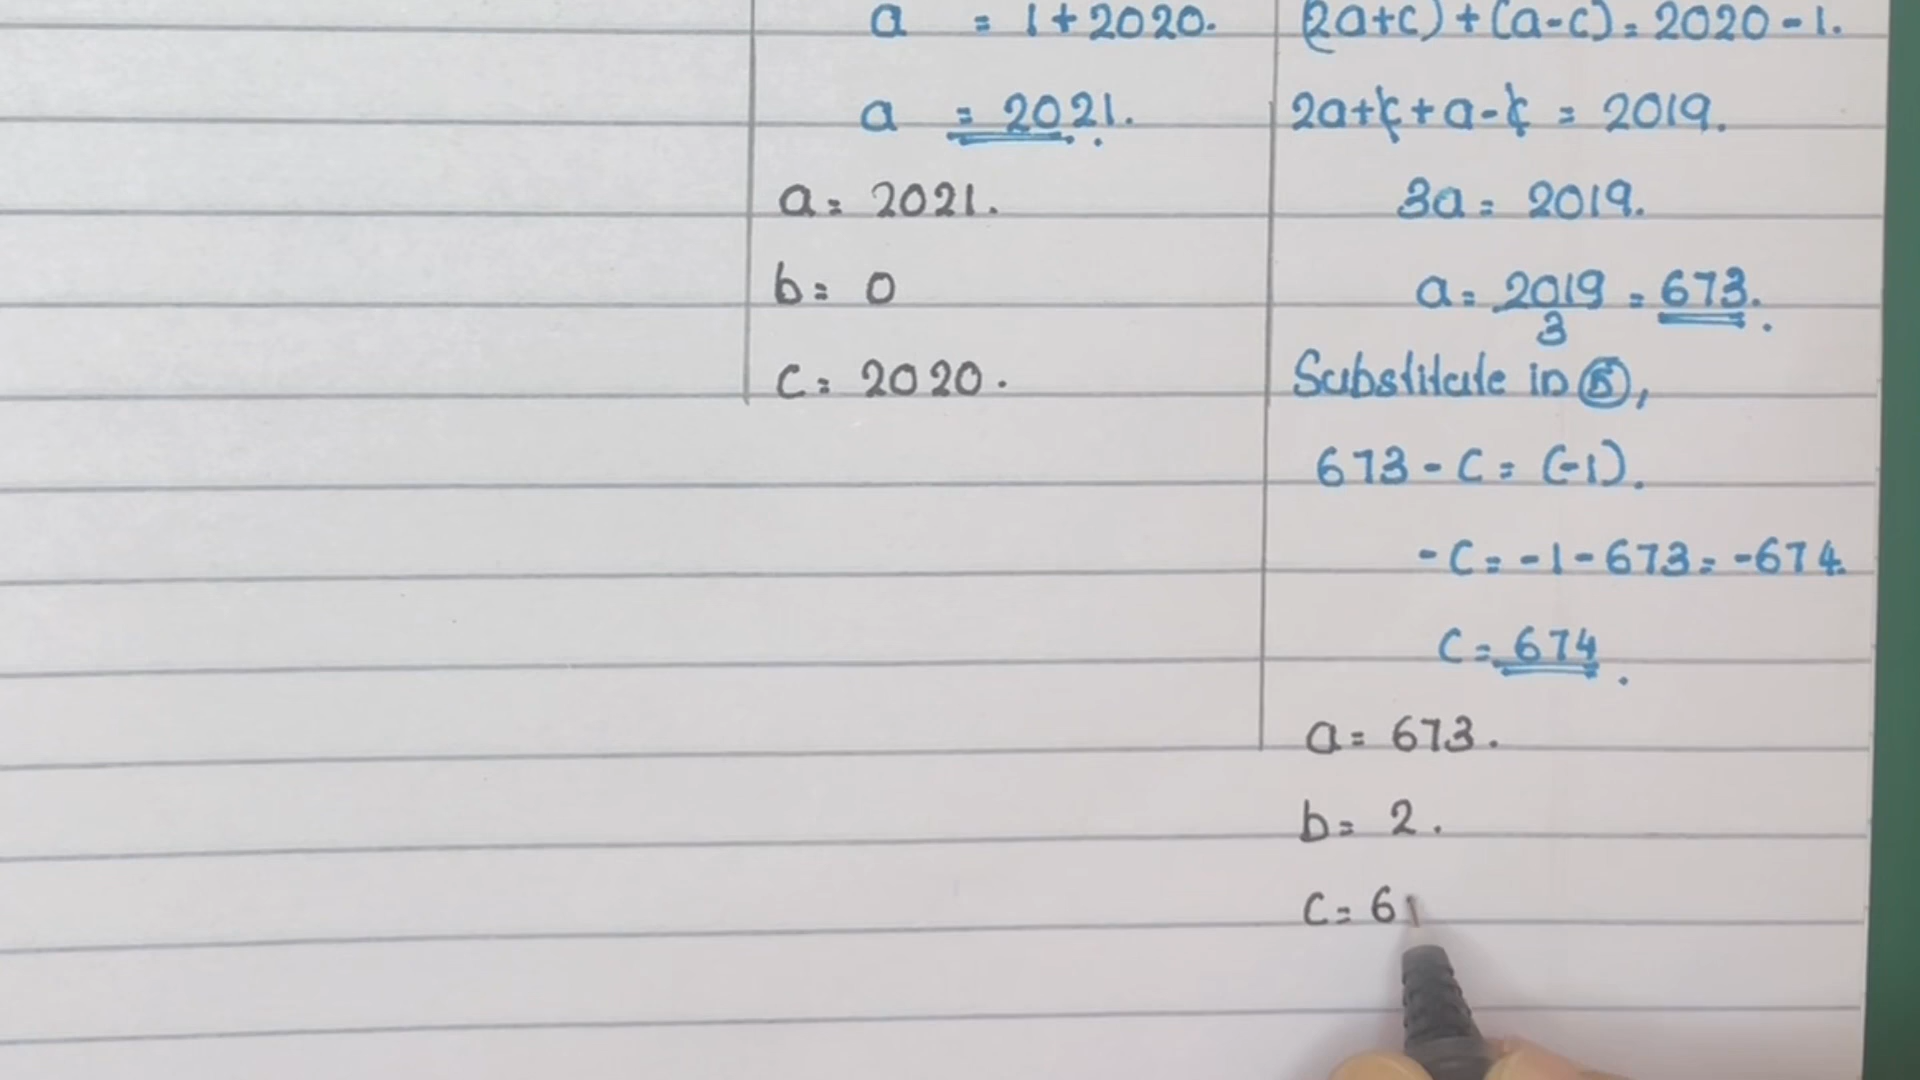 a = 1 + 2020.
a = 2021.
a = 2021.
b = 0
c = 2020.
(2a+c) + (a-c) = 2020 - 1.
2a+c+a-c = 2019.
3a = 2019.
a = 2019/3 = 673.
Substitute in ⑤,
673 - c = (-1).
-c = -1 - 673 = -674.
c = 674.
a = 673.
b = 2.
c = 6